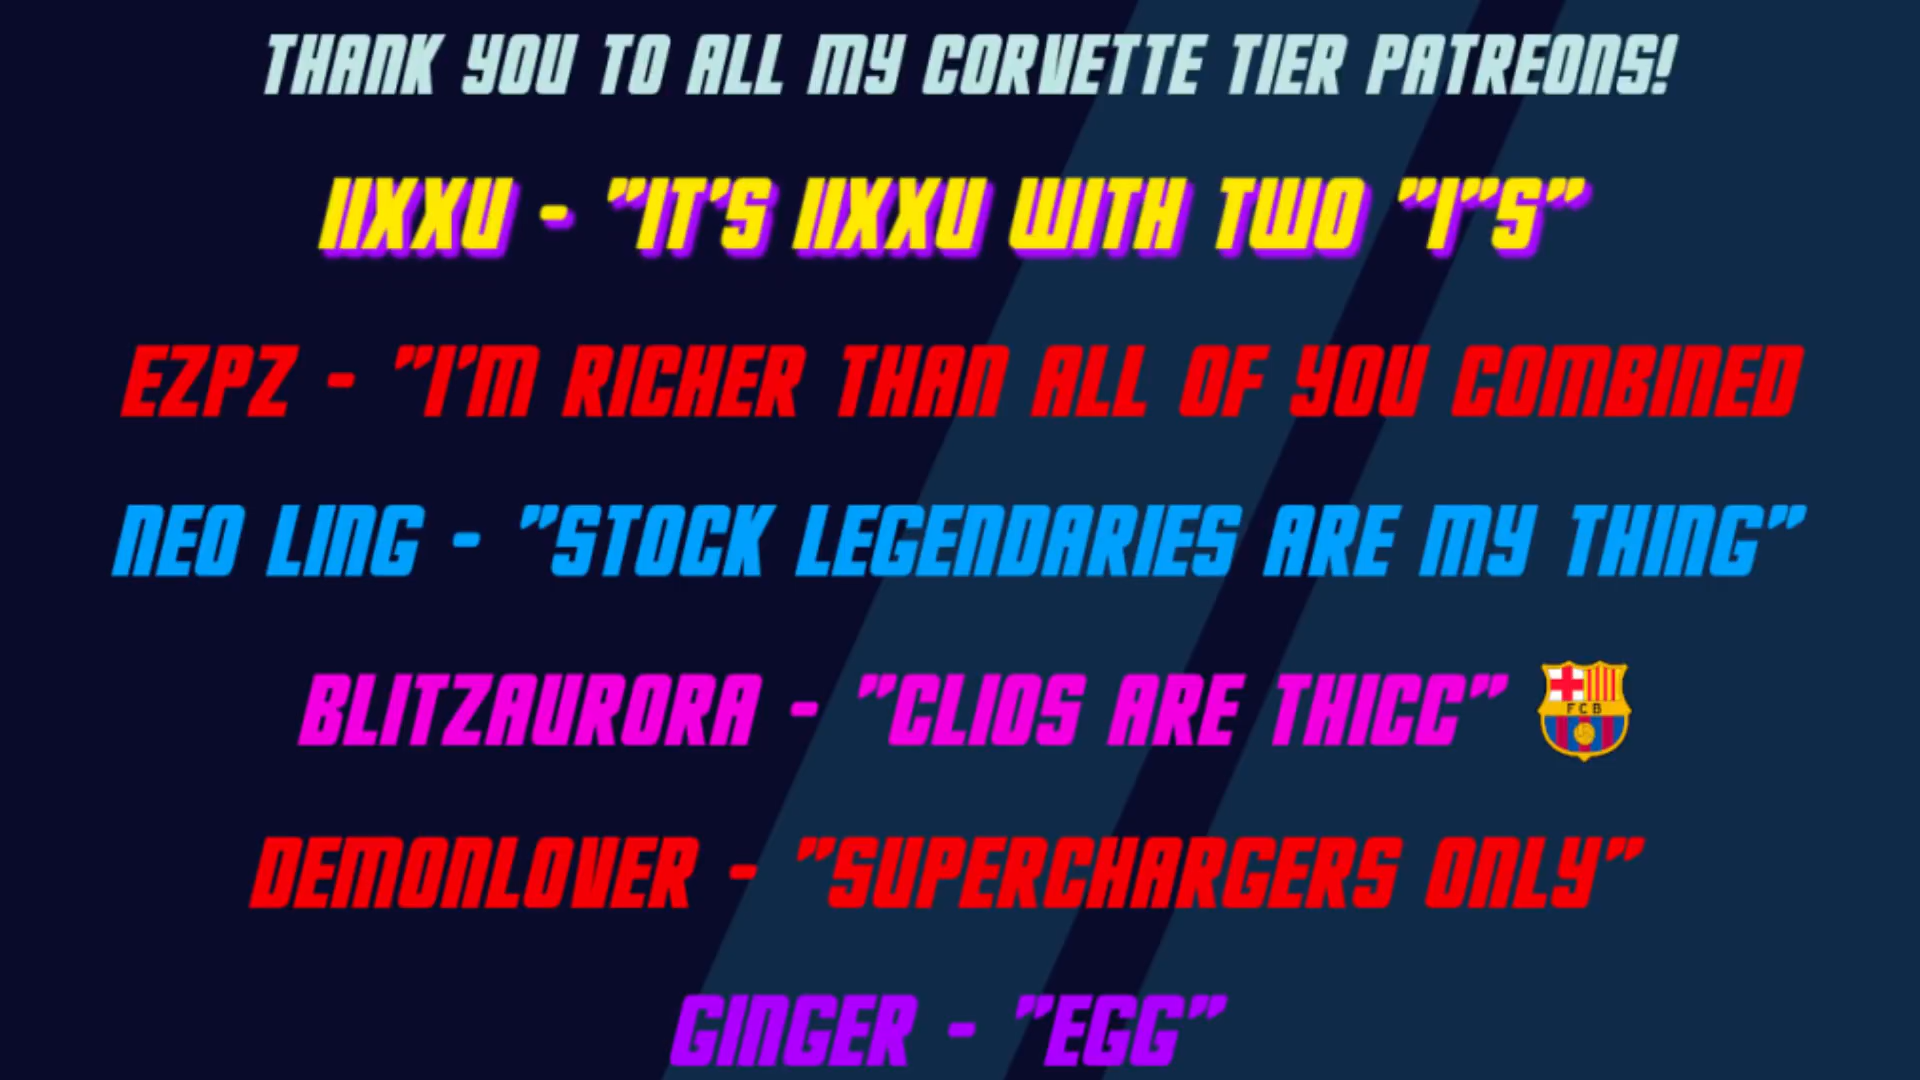 THANK YOU TO ALL MY CORVETTE TIER PATREONS!
IIXXU - "IT'S IIXXU WITH TWO "I"S"
EZPZ - "I'M RICHER THAN ALL OF YOU COMBINED
NEO LING - "STOCK LEGENDARIES ARE MY THING"
BLITZAURORA - "CLIOS ARE THICC"
FCB
DEMONLOVER - "SUPERCHARGERS ONLY"
GINGER - "EGG"